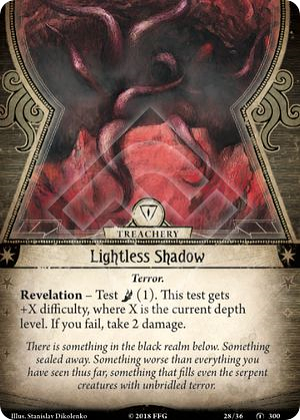 TREACHERY
Lightless Shadow
Terror.
Revelation – Test (1). This test gets
+X difficulty, where X is the current depth
level. If you fail, take 2 damage.
There is something in the black realm below. Something
sealed away. Something worse than everything you
have seen thus far, something that fills even the serpent
creatures with unbridled terror.
Illus. Stanislav Dikolenko © 2018 FFG 28/36 300